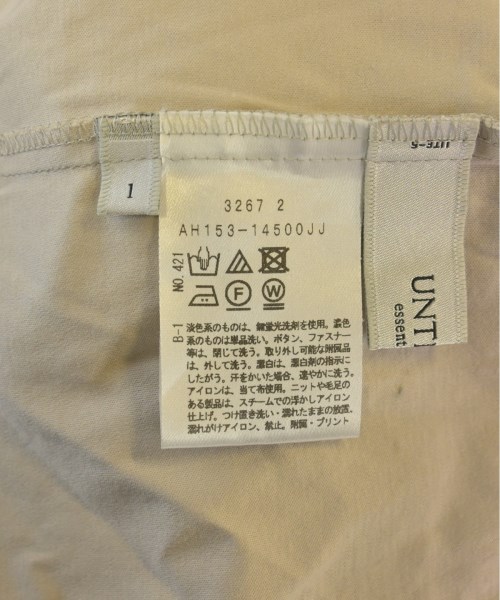 1
3267 2
AH153-14500JJ
NO.421
F
W
B-1
淡色系のものは、無蛍光洗剤を使用。濃色
系のものは単品洗い。ボタン、ファスナー
等は、閉じて洗う。取り外し可能な附属品
は、外して洗う。漂白は、漂白剤の指示に
したがう。汗をかいた場合、速やかに洗う。
アイロンは、当て布使用。ニットや毛足の
ある製品は、スチームでの浮かしアイロン
仕上げ。つけ置き洗い・濡れたままの放置、
濡れがけアイロン、禁止。附属・プリント
UNT
essent